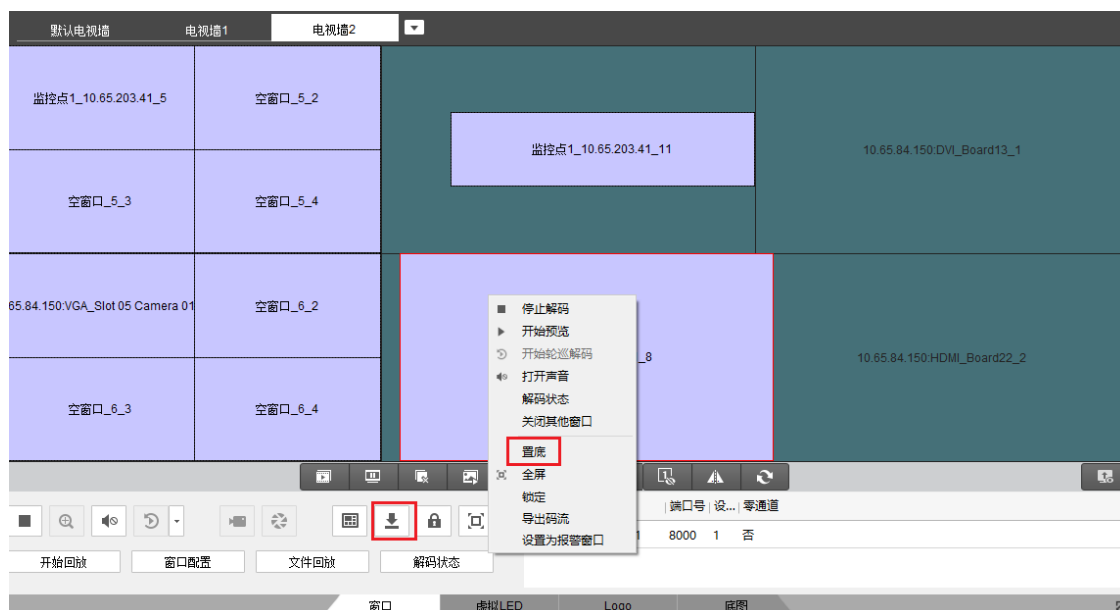 默认电视墙 电视墙1 电视墙2
监控点1_10.65.203.41_5 空窗口_5_2
监控点1_10.65.203.41_11 10.65.84.150:DVI_Board13_1
空窗口_5_3 空窗口_5_4
65.84.150:VGA_Slot 05 Camera 01 空窗口_6_2
_8 10.65.84.150:HDMI_Board22_2
空窗口_6_3 空窗口_6_4
停止解码
开始预览
开始轮巡解码
打开声音
解码状态
关闭其他窗口
置底
全屏
锁定
导出码流
设置为报警窗口
端口号 设... 零通道
1 8000 1 否
开始回放 窗口配置 文件回放 解码状态
窗口 虚拟LED Logo 底图